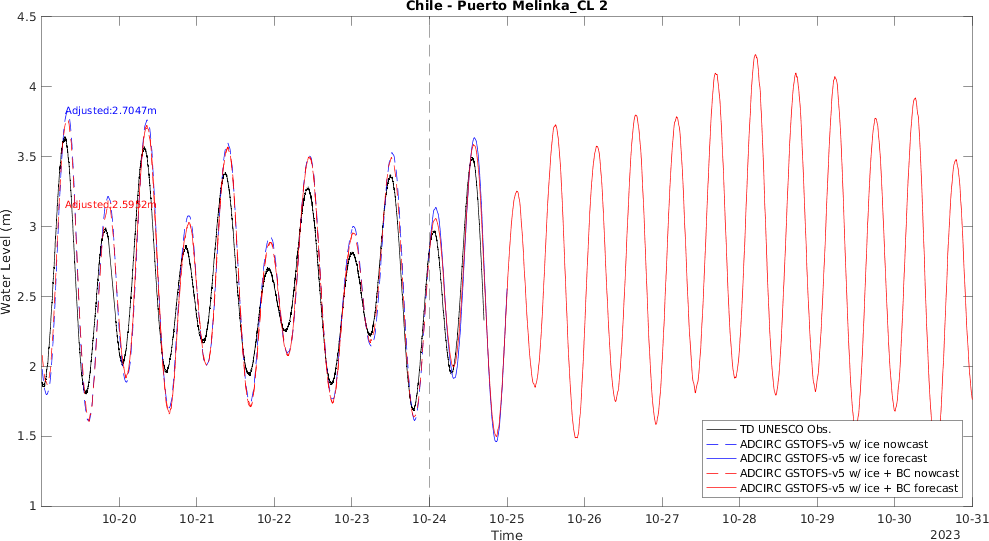 Chile - Puerto Melinka_CL 2
4.5
4
3.5
3
2.5
2
1.5
1
Water Level (m)
Adjusted:2.7047m
Adjusted:2.5952m
TD UNESCO Obs.
ADCIRC GSTOFS-v5 w/ ice nowcast
ADCIRC GSTOFS-v5 w/ ice forecast
ADCIRC GSTOFS-v5 w/ ice + BC nowcast
ADCIRC GSTOFS-v5 w/ ice + BC forecast
10-20 10-21 10-22 10-23 10-24 10-25 10-26 10-27 10-28 10-29 10-30 10-31
Time
2023